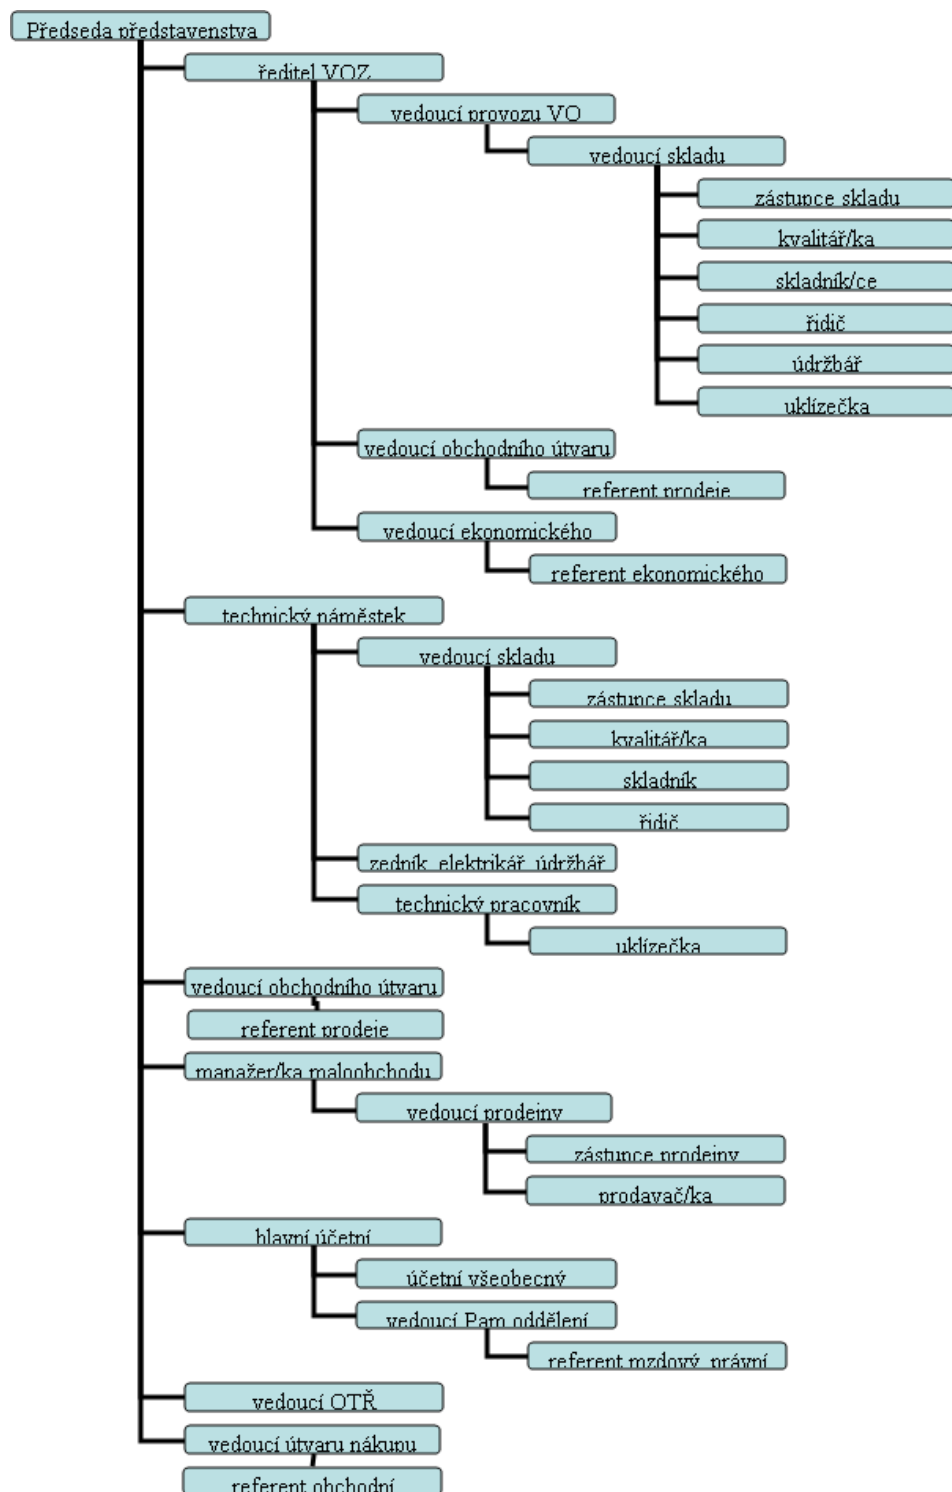 Předseda představenstva
ředitel VOZ
vedoucí provozu VO
vedoucí skladu
zástupce skladu
kvalitář/ka
skladník/ce
řidič
údržbář
uklízečka
vedoucí obchodního útvaru
referent prodeje
vedoucí ekonomického
referent ekonomického
technický náměstek
vedoucí skladu
zástupce skladu
kvalitář/ka
skladník
řidič
zedník, elektrikář, údržbář
technický pracovník
uklízečka
vedoucí obchodního útvaru
referent prodeje
manažer/ka maloobchodu
vedoucí prodejny
zástupce prodejny
prodavač/ka
hlavní účetní
účetní všeobecný
vedoucí Pam oddělení
referent mzdový, právní
vedoucí OTŘ
vedoucí útvaru nákupu
referent obchodní